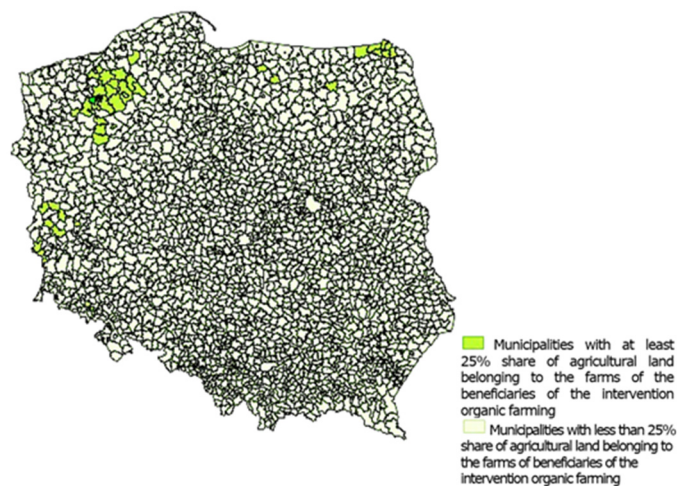 Municipalities with at least
25% share of agricultural land
belonging to the farms of the
beneficiaries of the intervention
organic farming
Municipalities with less than 25%
share of agricultural land belonging to
the farms of beneficiaries of the
intervention organic farming